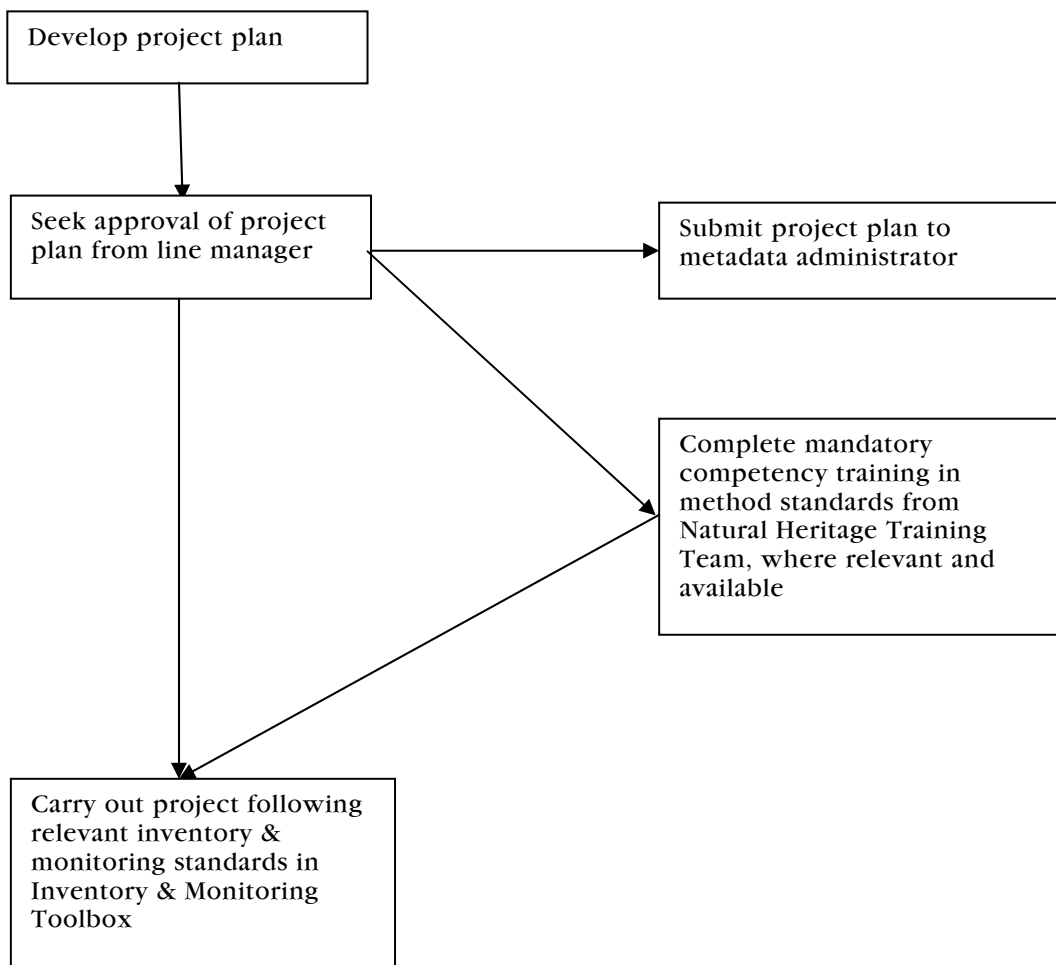 Develop project plan
Seek approval of project
plan from line manager
Submit project plan to
metadata administrator
Complete mandatory
competency training in
method standards from
Natural Heritage Training
Team, where relevant and
available
Carry out project following
relevant inventory &
monitoring standards in
Inventory & Monitoring
Toolbox